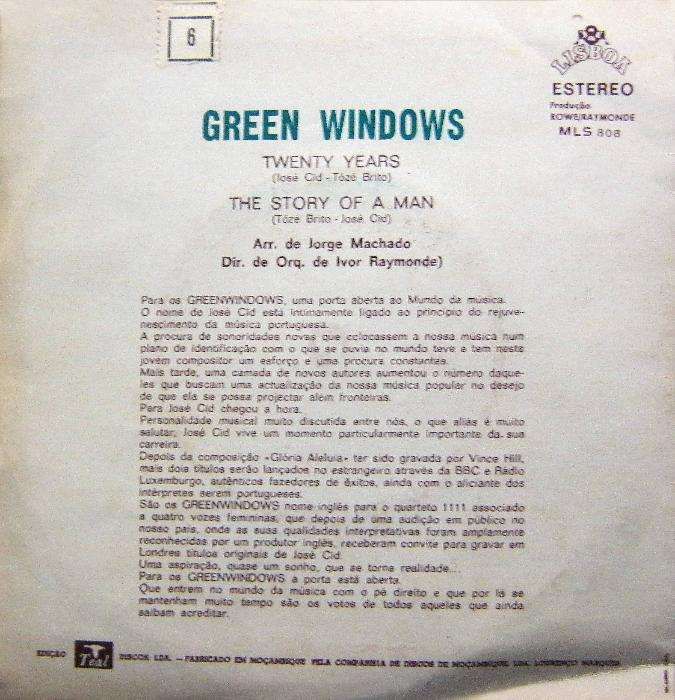 6
LISBOA
ESTEREO
Produção
ROWE/RAYMONDE
MLS 808
GREEN WINDOWS
TWENTY YEARS
(José Cid - Tózé Brito)
THE STORY OF A MAN
(Tózé Brito - José Cid)
Arr. de Jorge Machado
Dir. de Orq. de Ivor Raymonde)
Para os GREENWINDOWS, uma porta aberta ao Mundo da música.
O nome do José Cid está intimamente ligado ao princípio do rejuve-
nescimento da música portuguesa.
A procura de sonoridades novas que colocassem a nossa música num
plano de identificação com o que se ouvia no mundo teve e tem neste
jovem compositor um esforço e uma procura constantes.
Mais tarde, uma camada de novos autores aumentou o número daque-
les que buscam uma actualização da nossa música popular no desejo
de que ela se possa projectar além fronteiras.
Para José Cid chegou a hora.
Personalidade musical muito discutida entre nós, o que aliás é muito
salutar, José Cid vive um momento particularmente importante da sua
carreira.
Depois da composição «Glória Aleluia» ter sido gravada por Vince Hill,
mais dois títulos serão lançados no estrangeiro através da BBC e Rádio
Luxemburgo, autênticos fazedores de êxitos, ainda com o aliciante dos
intérpretes serem portugueses.
São os GREENWINDOWS nome inglês para o quarteto 1111 associado
a quatro vozes femininas, que depois de uma audição em público no
nosso país, onde as suas qualidades interpretativas foram amplamente
reconhecidas por um produtor inglês, receberam convite para gravar em
Londres títulos originais de José Cid.
Uma aspiração, quase um sonho, que se torna realidade...
Para os GREENWINDOWS a porta está aberta.
Que entrem no mundo da música com o pé direito e que por lá se
mantenham muito tempo são os votos de todos aqueles que ainda
saibam acreditar.
EDIÇÃO Teal DISCOS LDA. — FABRICADO EM MOÇAMBIQUE PELA COMPANHIA DE DISCOS DE MOÇAMBIQUE LDA. LOURENÇO MARQUES